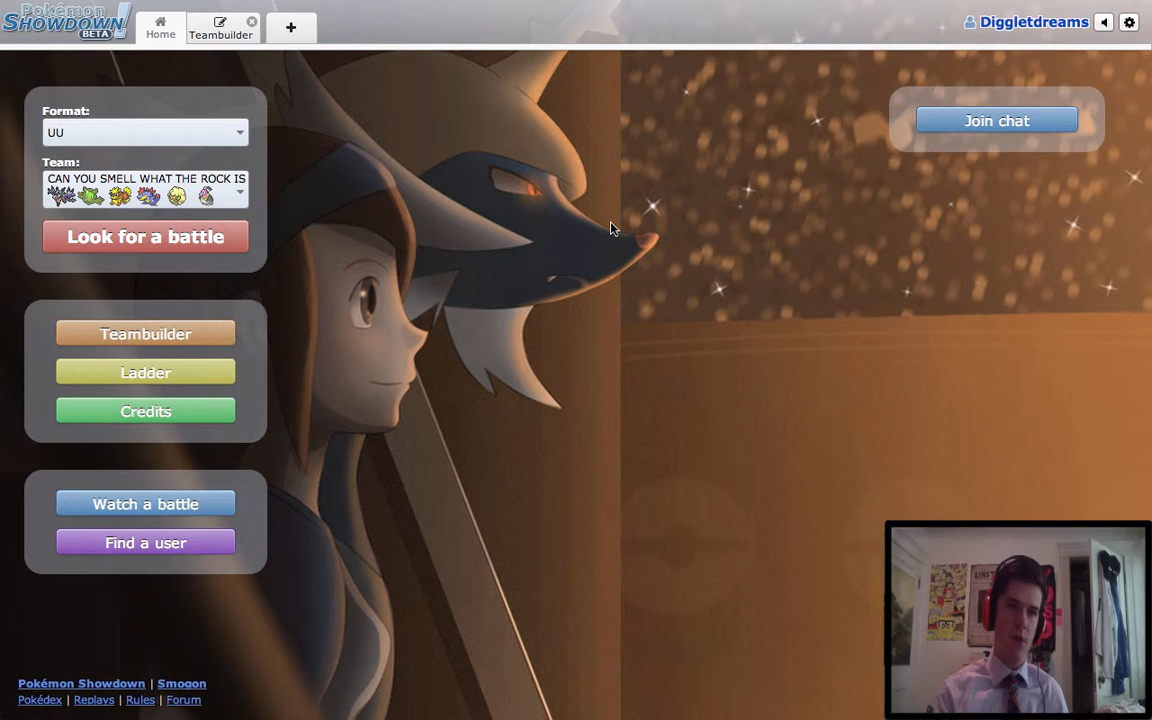 Pokémon
SHOWDOWN!
BETA
Home
Teambuilder
+
Diggletdreams
Format:
UU
Team:
CAN YOU SMELL WHAT THE ROCK IS
Look for a battle
Join chat
Teambuilder
Ladder
Credits
Watch a battle
Find a user
Pokémon Showdown | Smogon
Pokédex | Replays | Rules | Forum